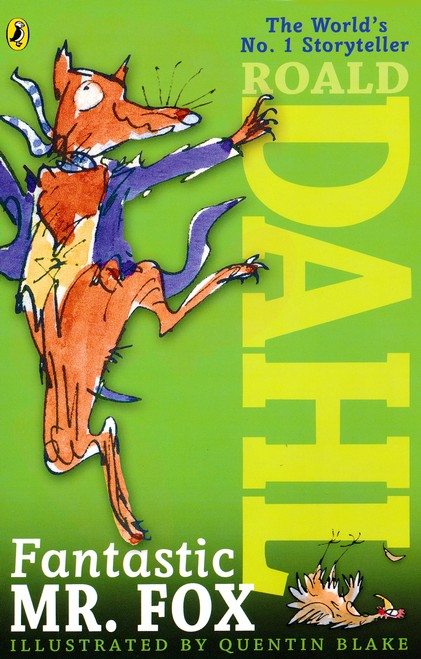 The World's
No. 1 Storyteller
ROALD
DAHL
Fantastic
MR. FOX
ILLUSTRATED BY QUENTIN BLAKE